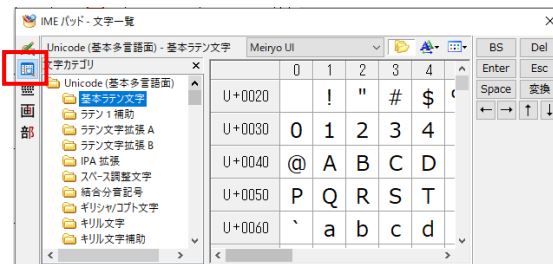 IME パッド - 文字一覧
Unicode (基本多言語面) - 基本ラテン文字 Meiryo UI
文字カテゴリ
Unicode (基本多言語面)
基本ラテン文字
ラテン 1 補助
ラテン文字拡張 A
ラテン文字拡張 B
IPA 拡張
スペース調整文字
結合分音記号
ギリシャ/コプト文字
キリル文字
キリル文字補助
画
部
0 1 2 3 4
U+0020 ! " # $
U+0030 0 1 2 3 4
U+0040 @ A B C D
U+0050 P Q R S T
U+0060 ` a b c d
BS Del
Enter Esc
Space 変換
← → ↑ ↓